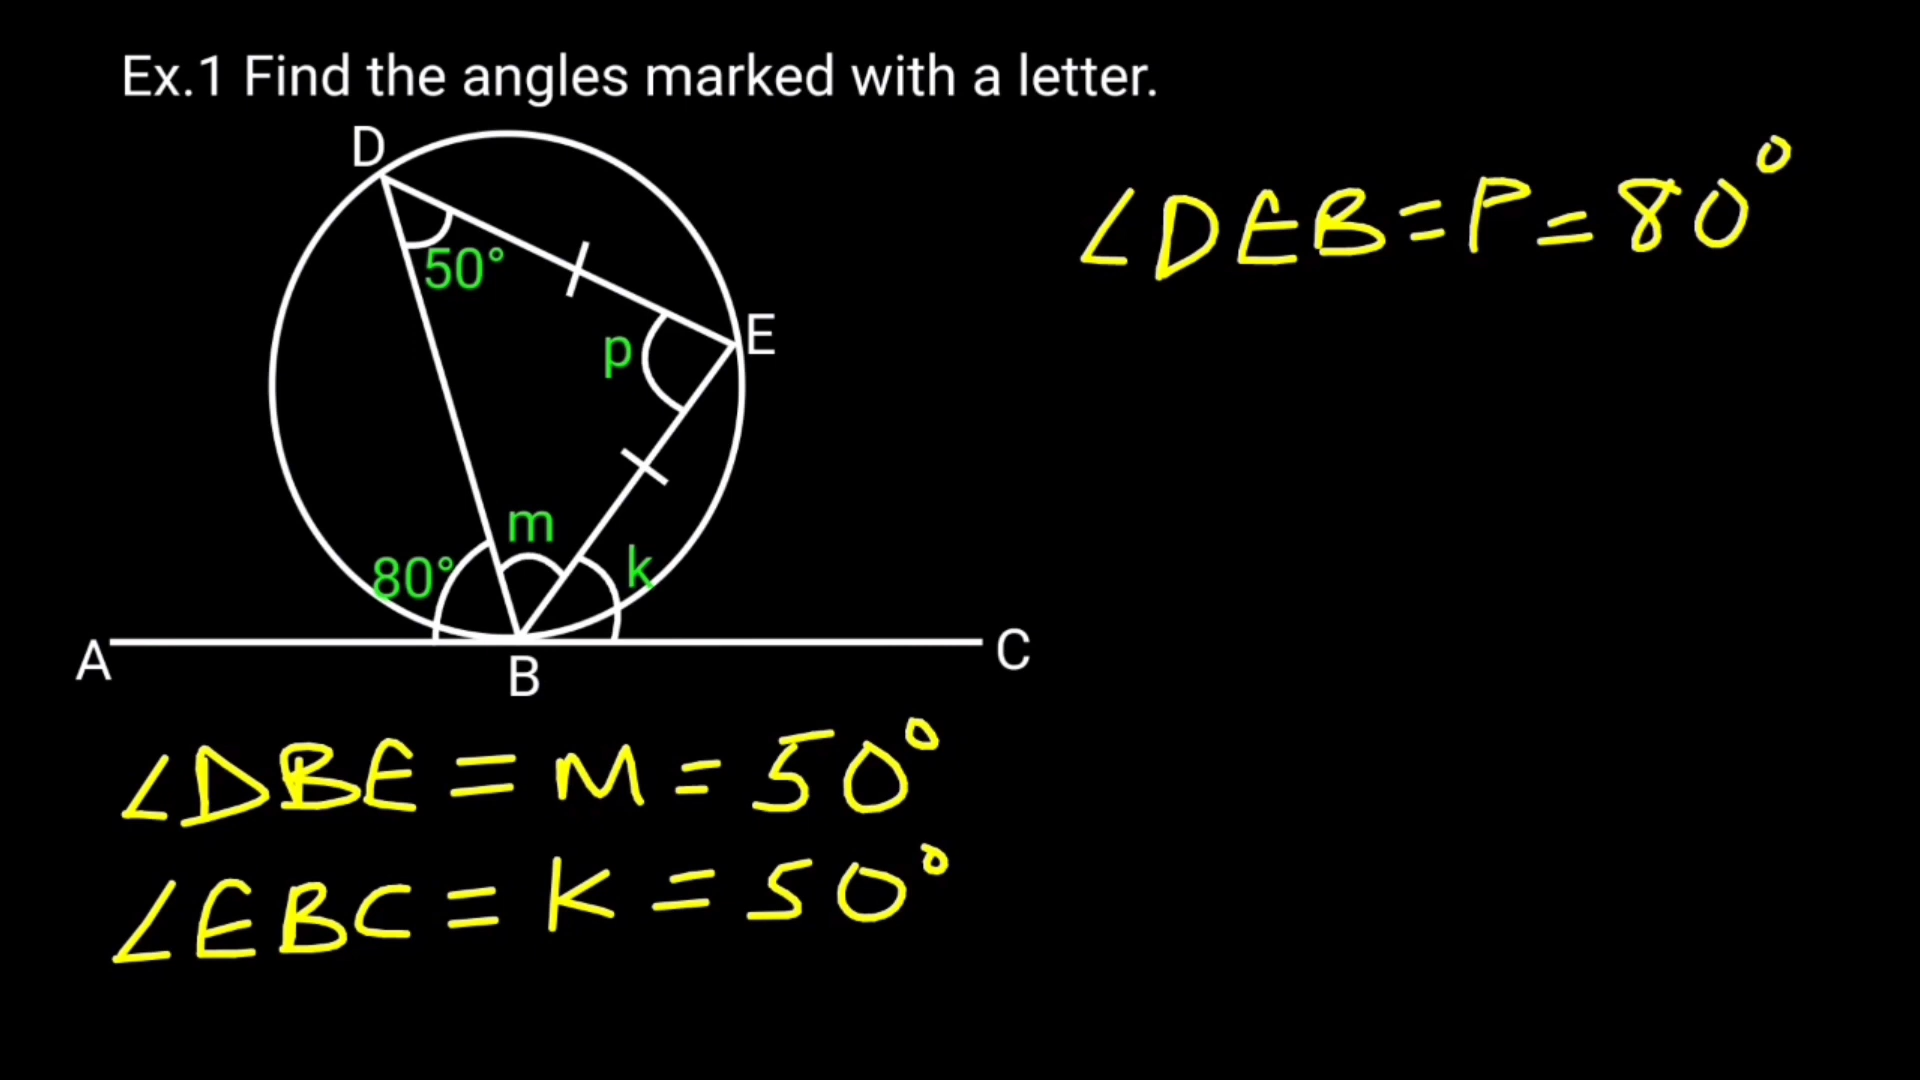 Ex.1 Find the angles marked with a letter.
D
50°
E
p
m
80°
k
A
B
C
∠DEB = P = 80°
∠DBE = M = 50°
∠EBC = K = 50°